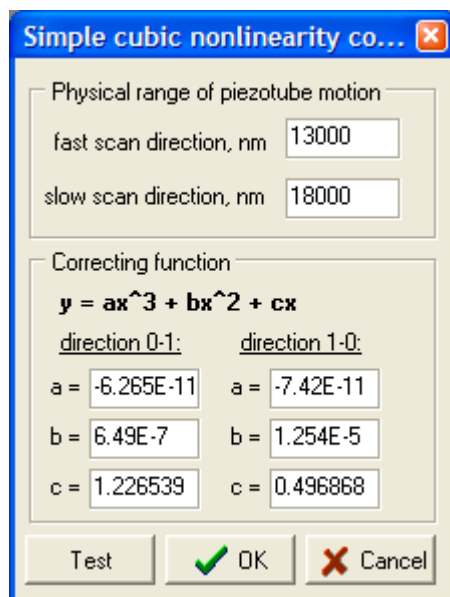 Simple cubic nonlinearity co...
Physical range of piezotube motion
fast scan direction, nm 13000
slow scan direction, nm 18000
Correcting function
y = ax^3 + bx^2 + cx
direction 0-1: direction 1-0:
a = -6.265E-11 a = -7.42E-11
b = 6.49E-7 b = 1.254E-5
c = 1.226539 c = 0.496868
Test OK Cancel